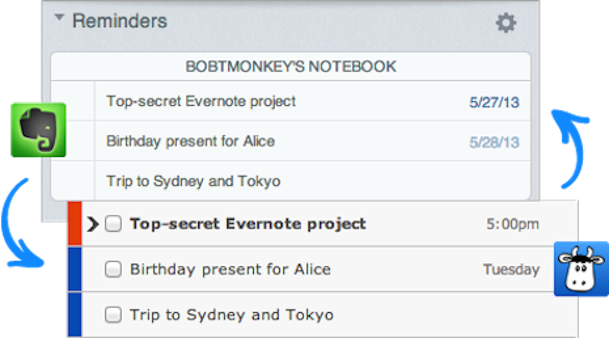 Reminders
BOBTMONKEY'S NOTEBOOK
Top-secret Evernote project 5/27/13
Birthday present for Alice 5/28/13
Trip to Sydney and Tokyo
Top-secret Evernote project 5:00pm
Birthday present for Alice Tuesday
Trip to Sydney and Tokyo